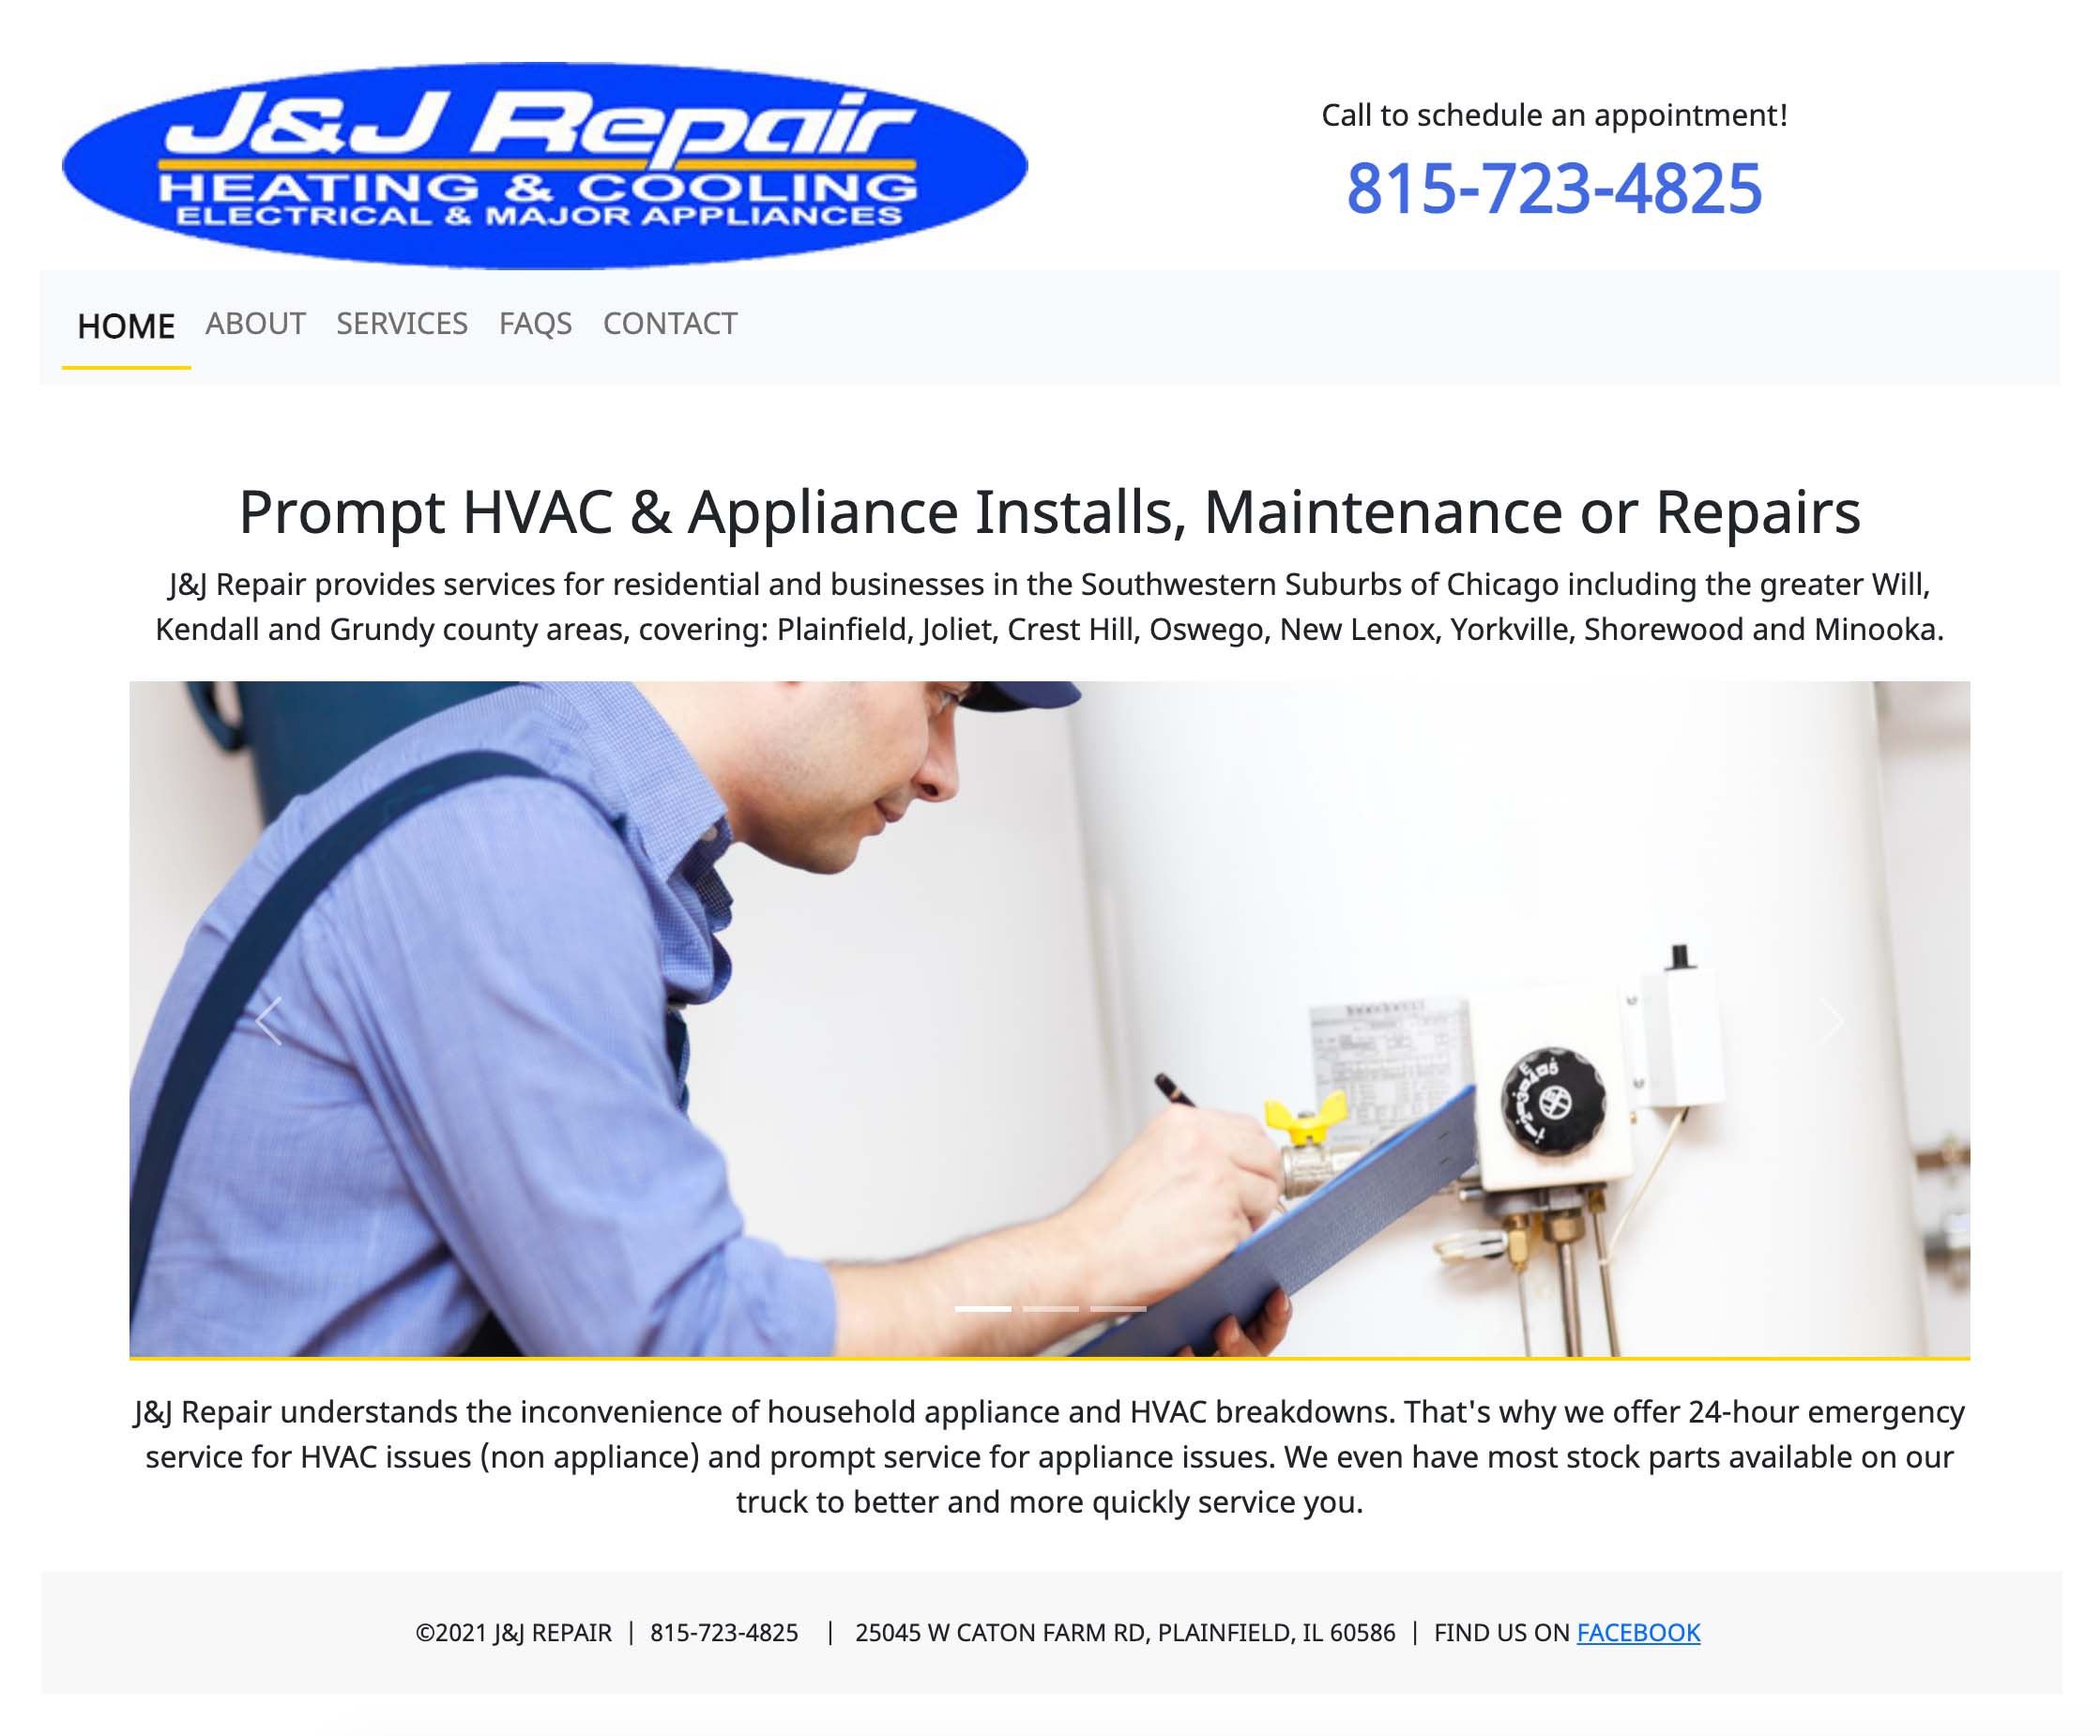 J&J Repair
HEATING & COOLING
ELECTRICAL & MAJOR APPLIANCES
Call to schedule an appointment!
815-723-4825
HOME ABOUT SERVICES FAQS CONTACT
Prompt HVAC & Appliance Installs, Maintenance or Repairs
J&J Repair provides services for residential and businesses in the Southwestern Suburbs of Chicago including the greater Will,
Kendall and Grundy county areas, covering: Plainfield, Joliet, Crest Hill, Oswego, New Lenox, Yorkville, Shorewood and Minooka.
J&J Repair understands the inconvenience of household appliance and HVAC breakdowns. That's why we offer 24-hour emergency
service for HVAC issues (non appliance) and prompt service for appliance issues. We even have most stock parts available on our
truck to better and more quickly service you.
©2021 J&J REPAIR | 815-723-4825 | 25045 W CATON FARM RD, PLAINFIELD, IL 60586 | FIND US ON FACEBOOK